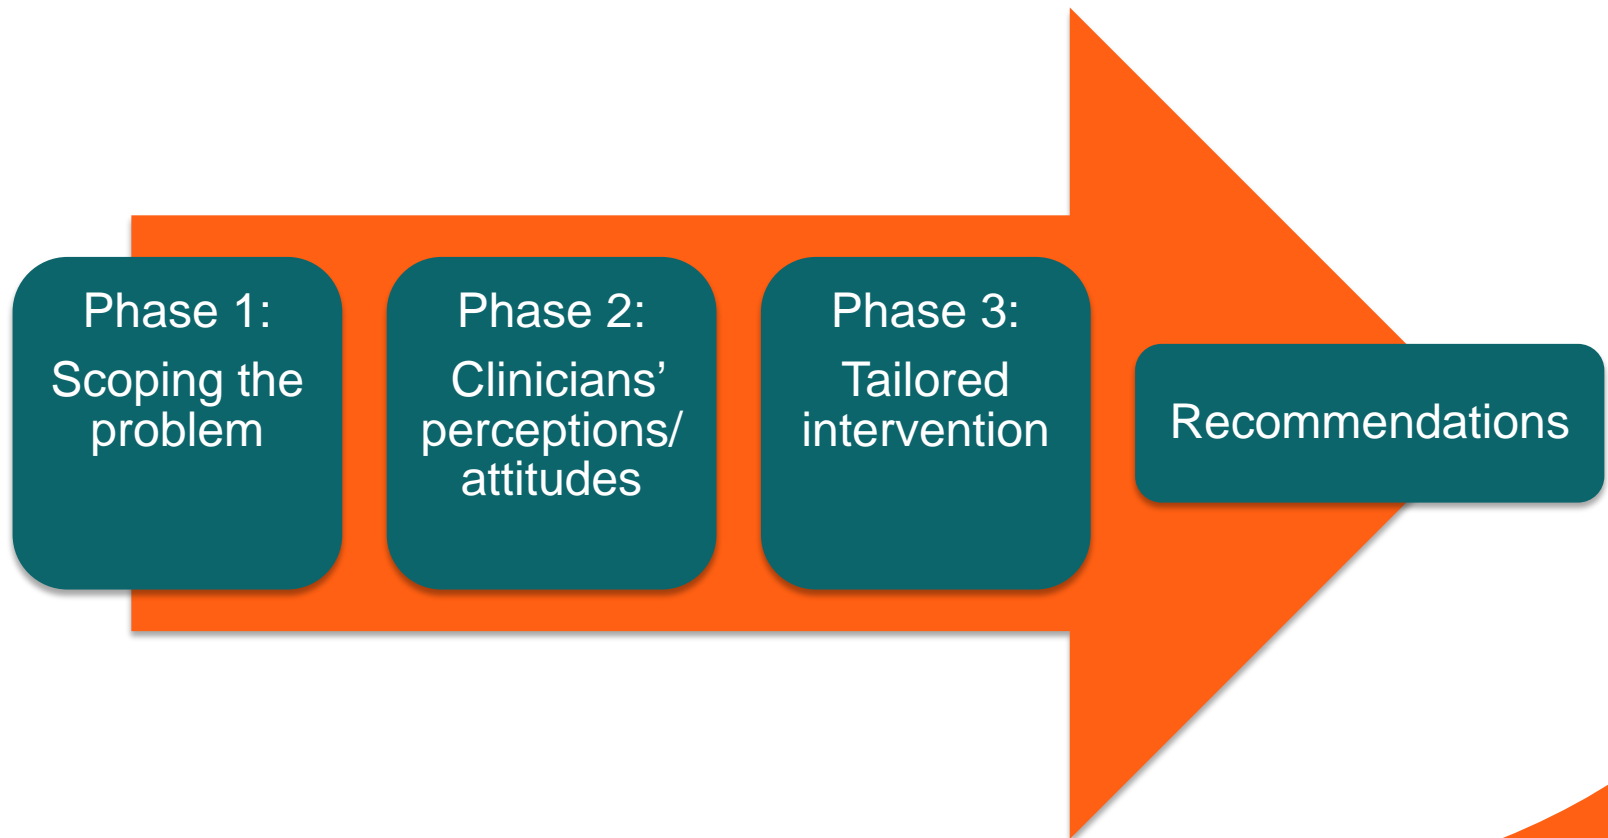 Phase 1:
Scoping the
problem
Phase 2:
Clinicians’
perceptions/
attitudes
Phase 3:
Tailored
intervention
Recommendations